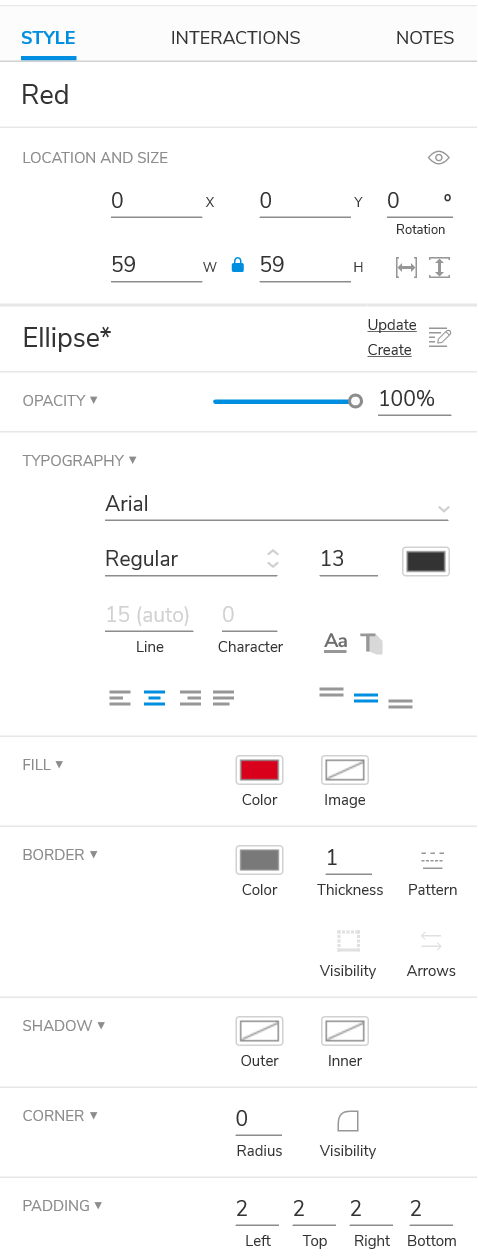 STYLE INTERACTIONS NOTES
Red
LOCATION AND SIZE
0 X 0 Y 0 °
Rotation
59 W 59 H
Ellipse* Update
Create
OPACITY ▼ 100%
TYPOGRAPHY ▼
Arial
Regular 13
15 (auto) 0
Line Character Aa T
FILL ▼
Color Image
BORDER ▼ 1
Color Thickness Pattern
Visibility Arrows
SHADOW ▼
Outer Inner
CORNER ▼ 0
Radius Visibility
PADDING ▼ 2 2 2 2
Left Top Right Bottom